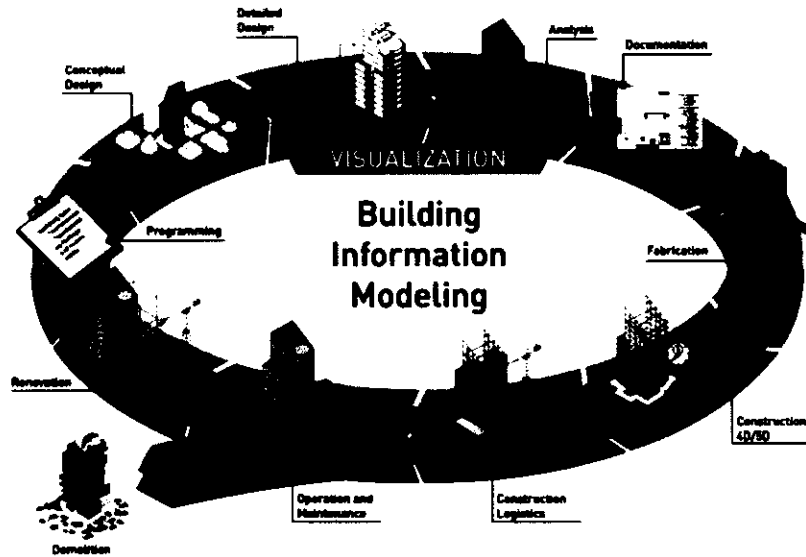 Detailed
Design
Analysis
Documentation
Conceptual
Design
VISUALIZATION
Building
Information
Modeling
Programming
Fabrication
Renovation
Construction
4D/5D
Operation and
Maintenance
Construction
Logistics
Demolition